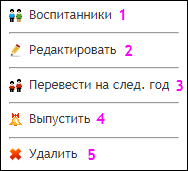 Воспитанники 1
Редактировать 2
Перевести на след. год 3
Выпустить 4
Удалить 5